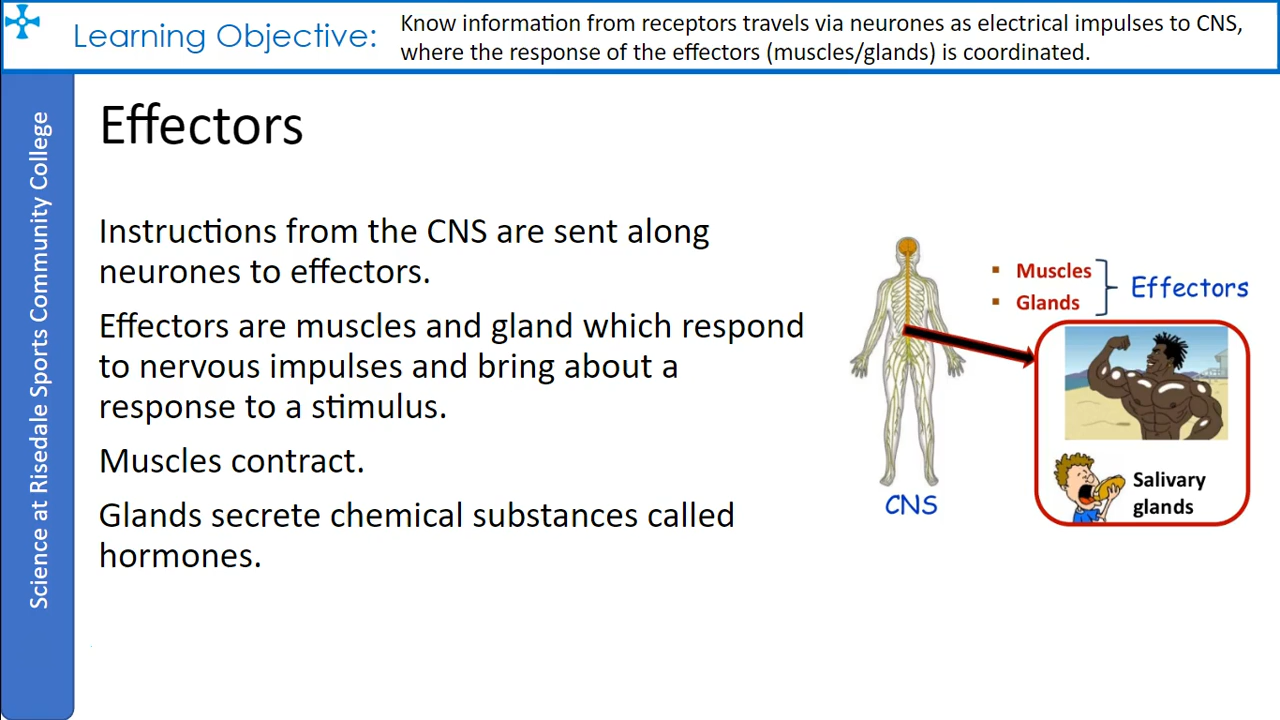 Learning Objective:
Know information from receptors travels via neurones as electrical impulses to CNS,
where the response of the effectors (muscles/glands) is coordinated.
Science at Risedale Sports Community College
Effectors
Instructions from the CNS are sent along
neurones to effectors.
Effectors are muscles and gland which respond
to nervous impulses and bring about a
response to a stimulus.
Muscles contract.
Glands secrete chemical substances called
hormones.
▪ Muscles
▪ Glands
Effectors
Salivary
glands
CNS